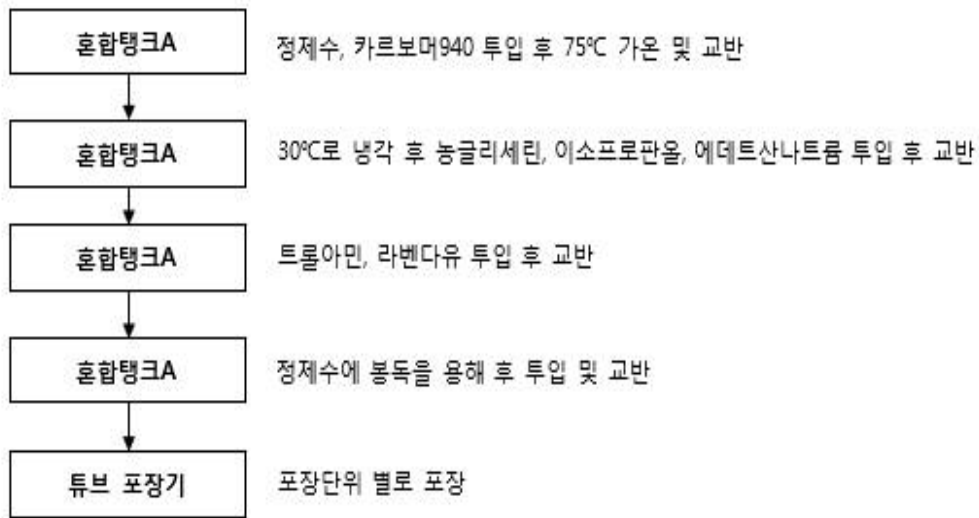 혼합탱크A 정제수, 카르보머940 투입 후 75℃ 가온 및 교반
혼합탱크A 30℃로 냉각 후 농글리세린, 이소프로판올, 에데트산나트륨 투입 후 교반
혼합탱크A 트롤아민, 라벤다유 투입 후 교반
혼합탱크A 정제수에 봉독을 용해 후 투입 및 교반
튜브 포장기 포장단위 별로 포장